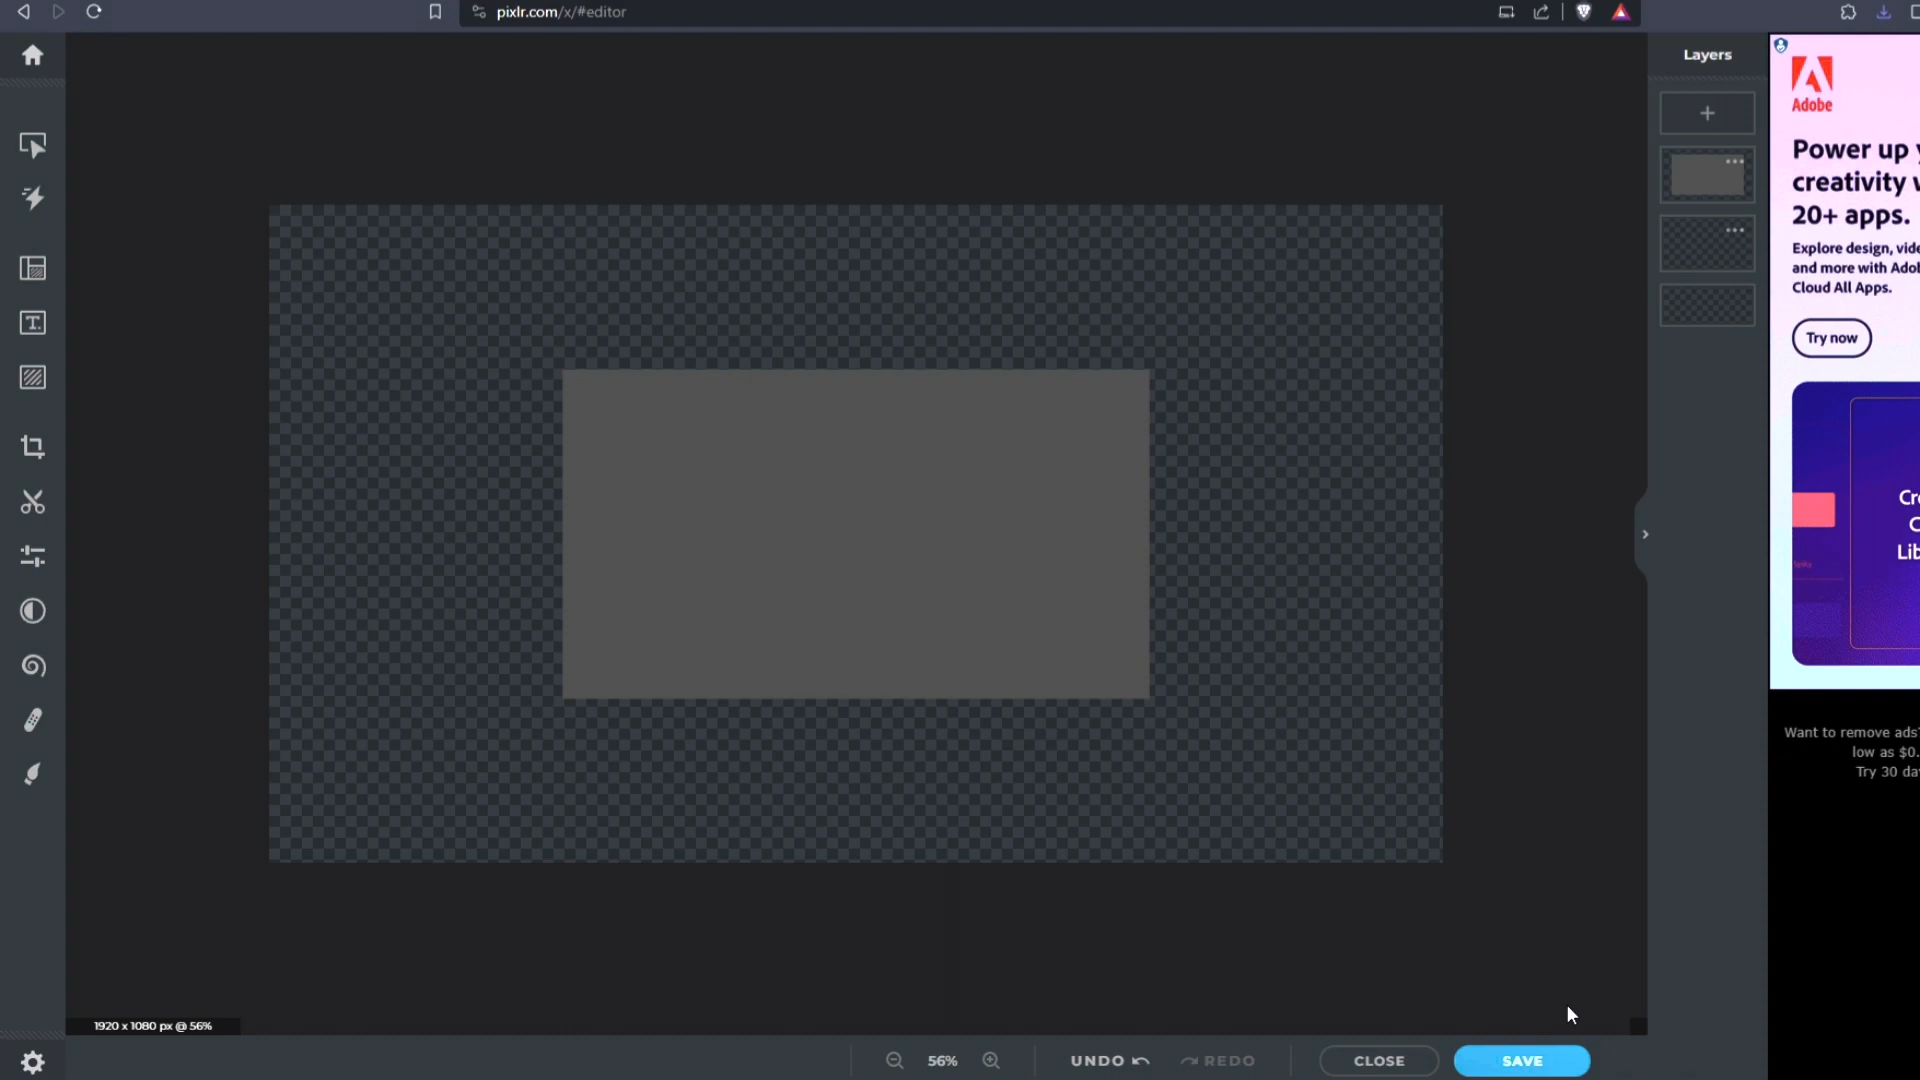 pixlr.com/x/#editor
Layers
Adobe
Power up
creativity
20+ apps.
Explore design,
and more with
Cloud All Apps.
Try now
Want to remove ads?
low as $0.
Try 30
1920 x 1080 px @ 56%
56%
UNDO
REDO
CLOSE
SAVE